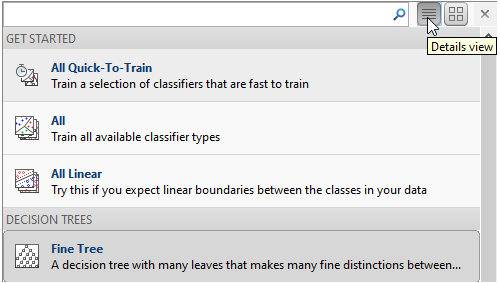 Details view
GET STARTED
All Quick-To-Train
Train a selection of classifiers that are fast to train
All
Train all available classifier types
All Linear
Try this if you expect linear boundaries between the classes in your data
DECISION TREES
Fine Tree
A decision tree with many leaves that makes many fine distinctions between...